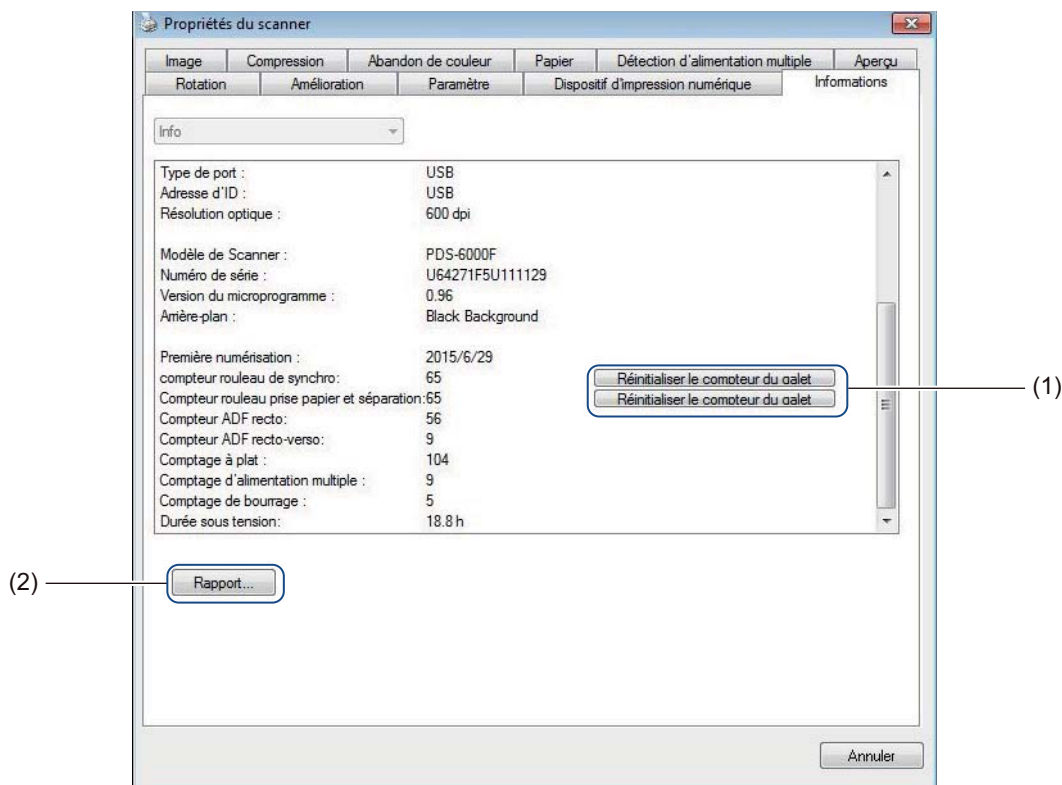 Propriétés du scanner
Image Compression Abandon de couleur Papier Détection d'alimentation multiple Aperçu
Rotation Amélioration Paramètre Dispositif d'impression numérique Informations
Info
Type de port : USB
Adresse d'ID : USB
Résolution optique : 600 dpi
Modèle de Scanner : PDS-6000F
Numéro de série : U64271F5U111129
Version du microprogramme : 0.96
Arrière-plan : Black Background
Première numérisation : 2015/6/29
compteur rouleau de synchro: 65 Réinitialiser le compteur du galet
(1)
Compteur rouleau prise papier et séparation: 65 Réinitialiser le compteur du galet
Compteur ADF recto: 56
Compteur ADF recto-verso: 9
Comptage à plat : 104
Comptage d'alimentation multiple : 9
Comptage de bourrage : 5
Durée sous tension: 18.8 h
(2) Rapport...
Annuler